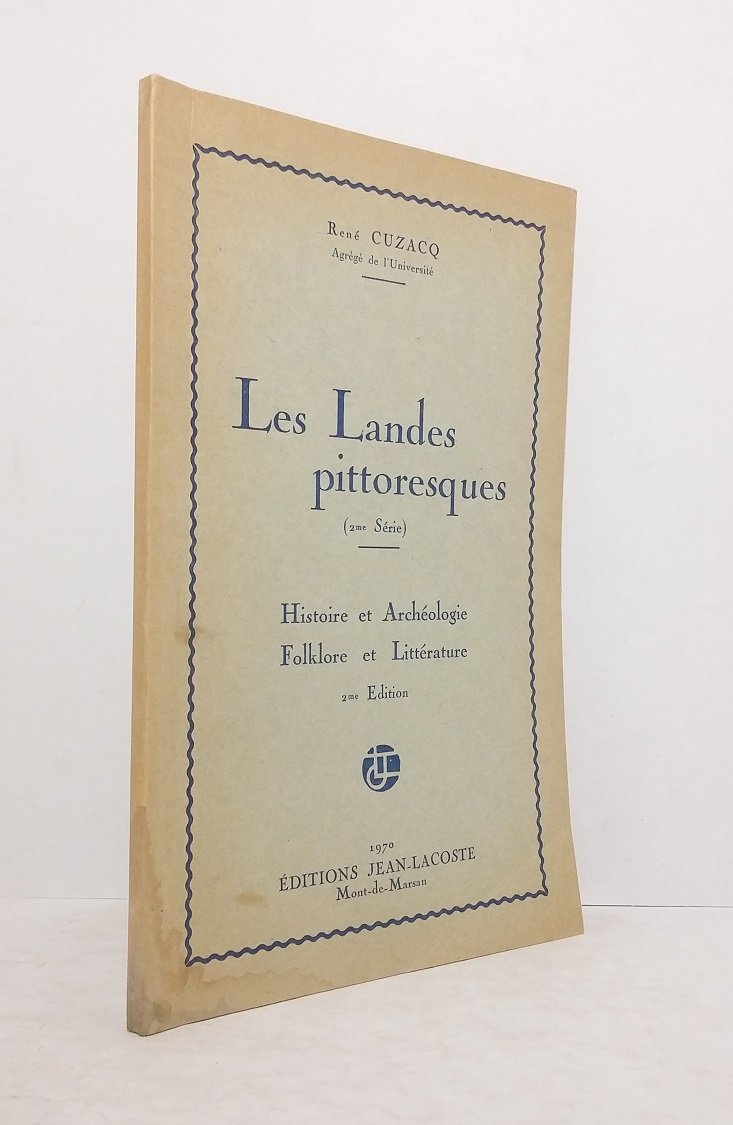 René CUZACQ
Agrégé de l'Université
Les Landes
pittoresques
(2me Série)
Histoire et Archéologie
Folklore et Littérature
2me Edition
1970
ÉDITIONS JEAN-LACOSTE
Mont-de-Marsan